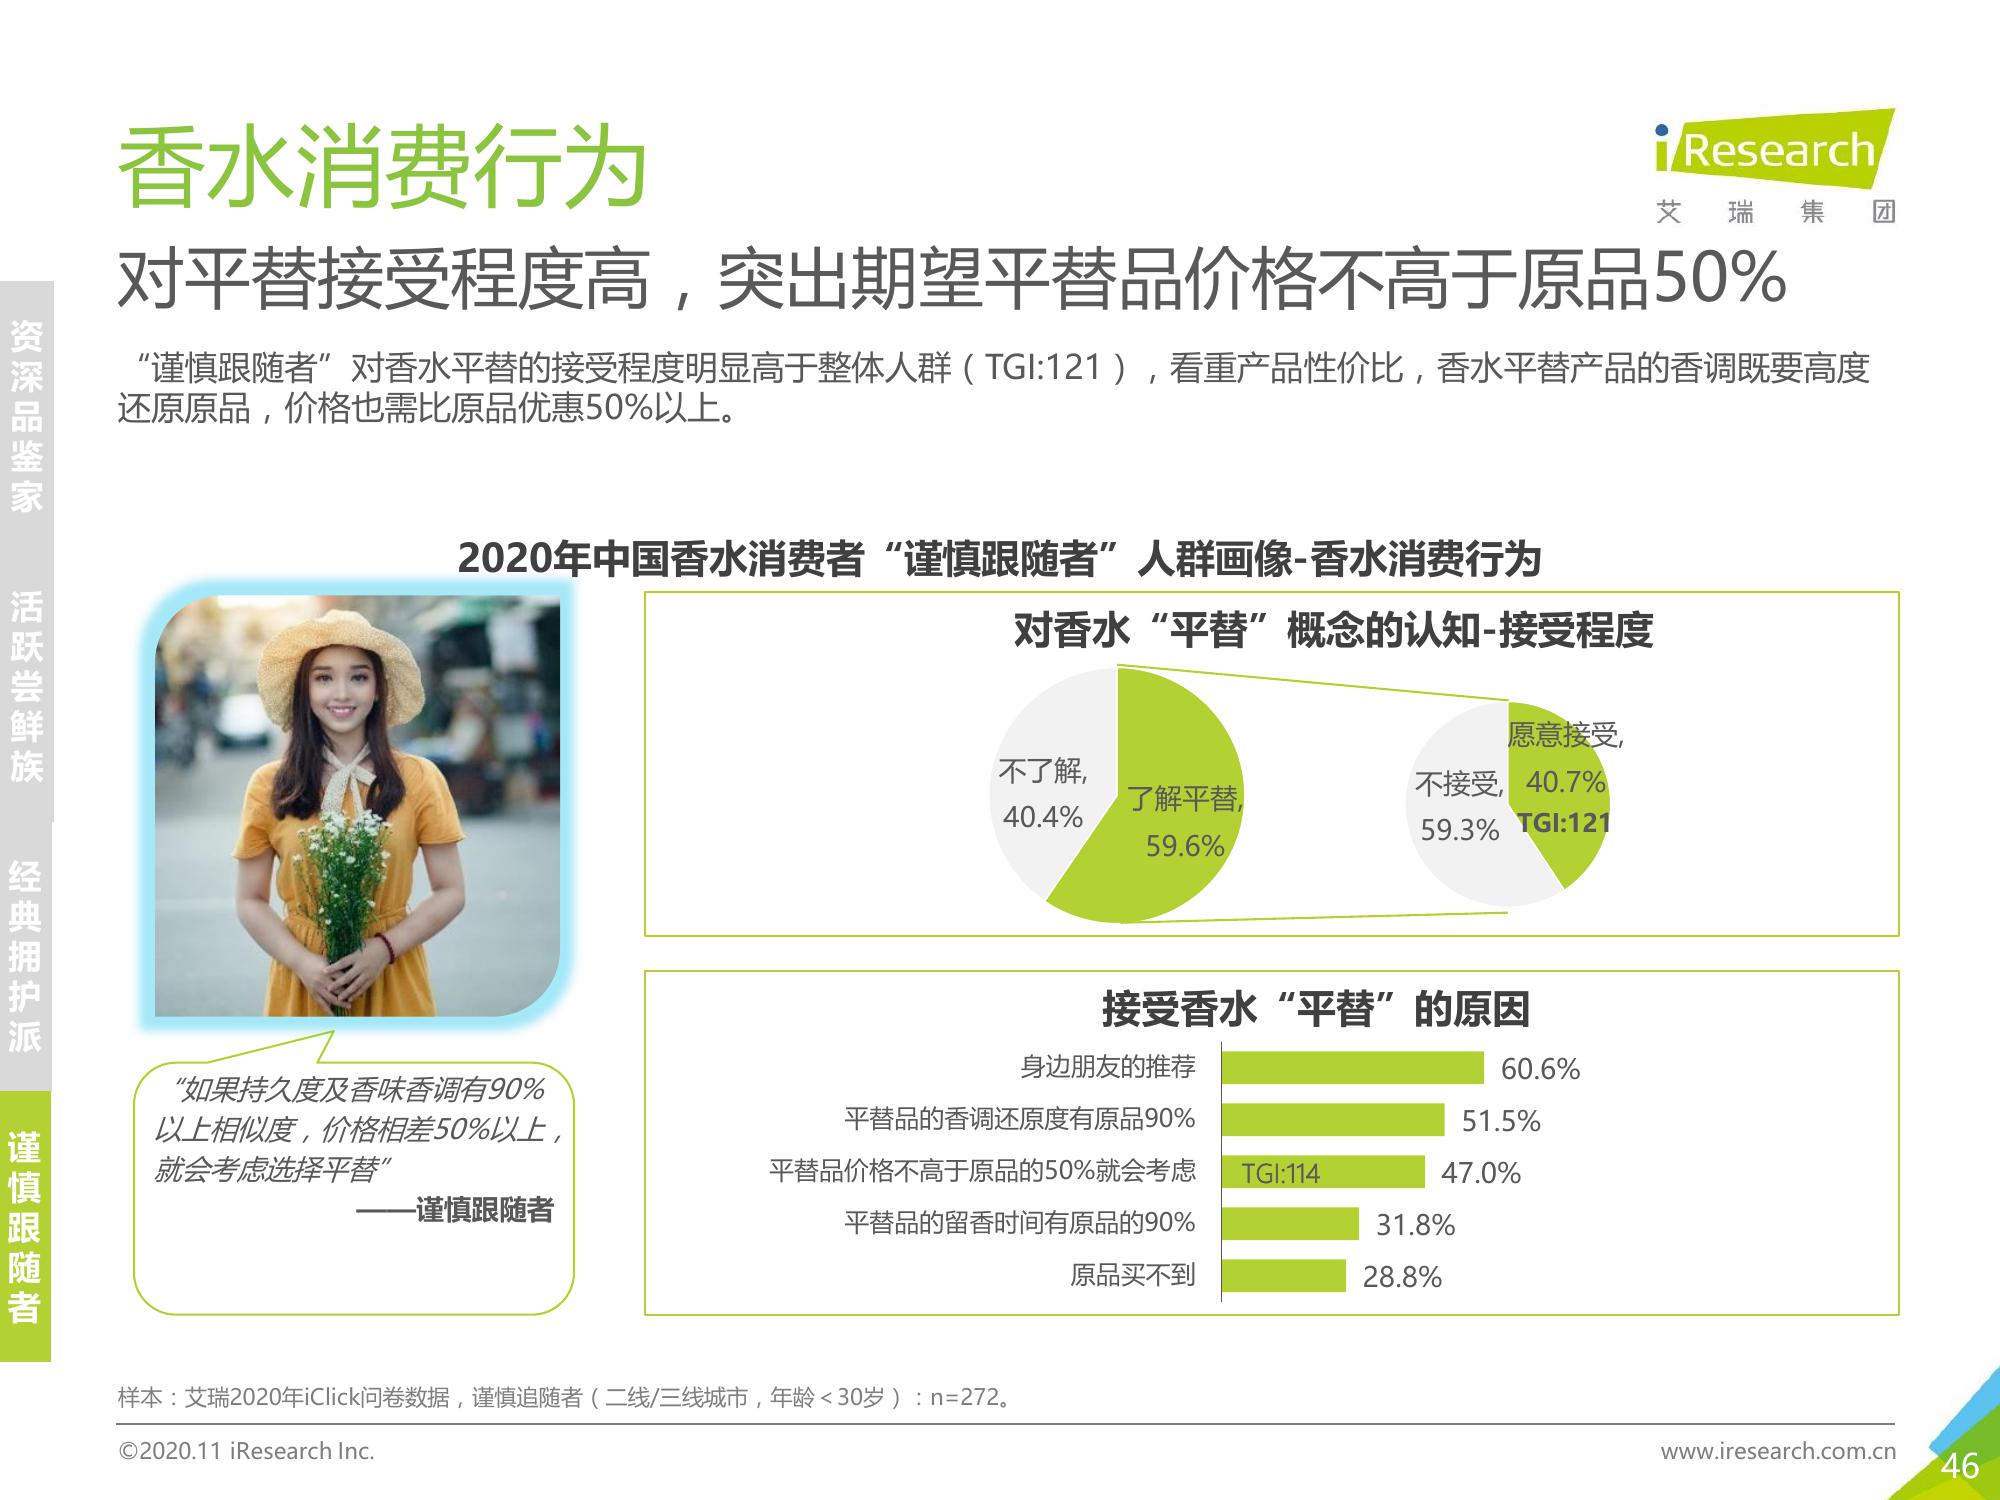 香水消费行为
iResearch
艾瑞集团
对平替接受程度高，突出期望平替品价格不高于原品50%
“谨慎跟随者”对香水平替的接受程度明显高于整体人群（TGI:121），看重产品性价比，香水平替产品的香调既要高度
还原原品，价格也需比原品优惠50%以上。
资深品鉴家
活跃尝鲜族
经典拥护派
谨慎跟随者
2020年中国香水消费者“谨慎跟随者”人群画像-香水消费行为
对香水“平替”概念的认知-接受程度
不了解,
40.4%
了解平替,
59.6%
不接受,
59.3%
愿意接受,
40.7%
TGI:121
“如果持久度及香味香调有90%
以上相似度，价格相差50%以上，
就会考虑选择平替”
——谨慎跟随者
接受香水“平替”的原因
身边朋友的推荐 60.6%
平替品的香调还原度有原品90% 51.5%
平替品价格不高于原品的50%就会考虑 TGI:114 47.0%
平替品的留香时间有原品的90% 31.8%
原品买不到 28.8%
样本：艾瑞2020年iClick问卷数据，谨慎追随者（二线/三线城市，年龄＜30岁）：n=272。
©2020.11 iResearch Inc.
www.iresearch.com.cn
46